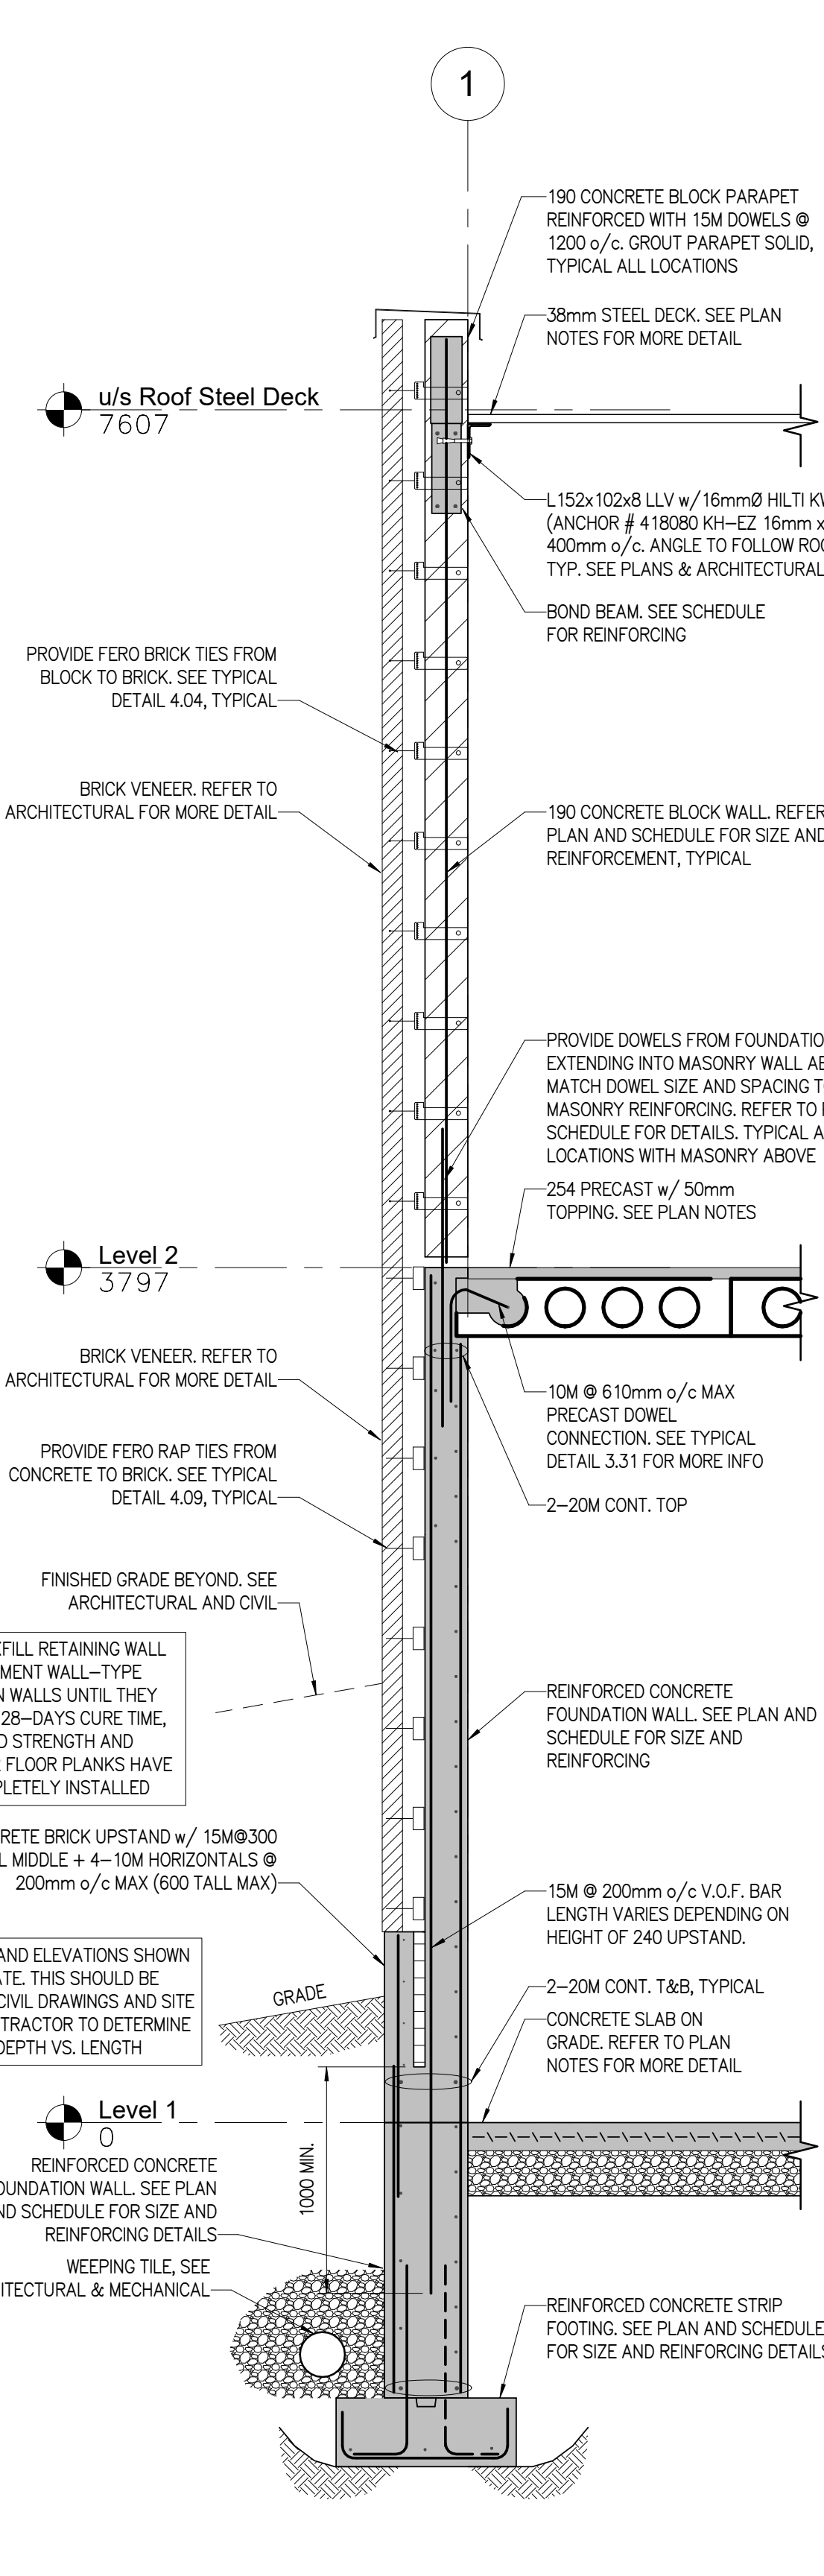 1
190 CONCRETE BLOCK PARAPET
REINFORCED WITH 15M DOWELS @
1200 o/c. GROUT PARAPET SOLID,
TYPICAL ALL LOCATIONS
38mm STEEL DECK. SEE PLAN
NOTES FOR MORE DETAIL
u/s Roof Steel Deck
7607
L152x102x8 LLV w/16mmØ HILTI
(ANCHOR # 418080 KH-EZ 16mm x
400mm o/c. ANGLE TO FOLLOW
TYP. SEE PLANS & ARCHITECTURAL
BOND BEAM. SEE SCHEDULE
FOR REINFORCING
PROVIDE FERO BRICK TIES FROM
BLOCK TO BRICK. SEE TYPICAL
DETAIL 4.04, TYPICAL
BRICK VENEER. REFER TO
ARCHITECTURAL FOR MORE DETAIL
190 CONCRETE BLOCK WALL. REFER
PLAN AND SCHEDULE FOR SIZE AND
REINFORCEMENT, TYPICAL
PROVIDE DOWELS FROM
EXTENDING INTO MASONRY WALL
MATCH DOWEL SIZE AND SPACING
MASONRY REINFORCING. REFER TO
SCHEDULE FOR DETAILS. TYPICAL
LOCATIONS WITH MASONRY ABOVE
254 PRECAST w/ 50mm
TOPPING. SEE PLAN NOTES
Level 2
3797
BRICK VENEER. REFER TO
ARCHITECTURAL FOR MORE DETAIL
10M @ 610mm o/c MAX
PRECAST DOWEL
CONNECTION. SEE TYPICAL
DETAIL 3.31 FOR MORE INFO
PROVIDE FERO RAP TIES FROM
CONCRETE TO BRICK. SEE TYPICAL
DETAIL 4.09, TYPICAL
2-20M CONT. TOP
FINISHED GRADE BEYOND. SEE
ARCHITECTURAL AND CIVIL
RETAINING WALL
WALL-TYPE
WALLS UNTIL THEY
28-DAYS CURE TIME,
STRENGTH AND
FLOOR PLANKS HAVE
INSTALLED
REINFORCED CONCRETE
FOUNDATION WALL. SEE PLAN AND
SCHEDULE FOR SIZE AND
REINFORCING
BRICK UPSTAND w/ 15M@300
MIDDLE + 4-10M HORIZONTALS @
200mm o/c MAX (600 TALL MAX)
15M @ 200mm o/c V.O.F. BAR
LENGTH VARIES DEPENDING ON
HEIGHT OF 240 UPSTAND.
AND ELEVATIONS SHOWN
THIS SHOULD BE
CIVIL DRAWINGS AND SITE
TO DETERMINE
DEPTH VS. LENGTH
GRADE
2-20M CONT. T&B, TYPICAL
CONCRETE SLAB ON
GRADE. REFER TO PLAN
NOTES FOR MORE DETAIL
Level 1
0
1000 MIN.
REINFORCED CONCRETE
FOUNDATION WALL. SEE PLAN
AND SCHEDULE FOR SIZE AND
REINFORCING DETAILS
WEEPING TILE, SEE
& MECHANICAL
REINFORCED CONCRETE STRIP
FOOTING. SEE PLAN AND SCHEDULE
FOR SIZE AND REINFORCING DETAILS